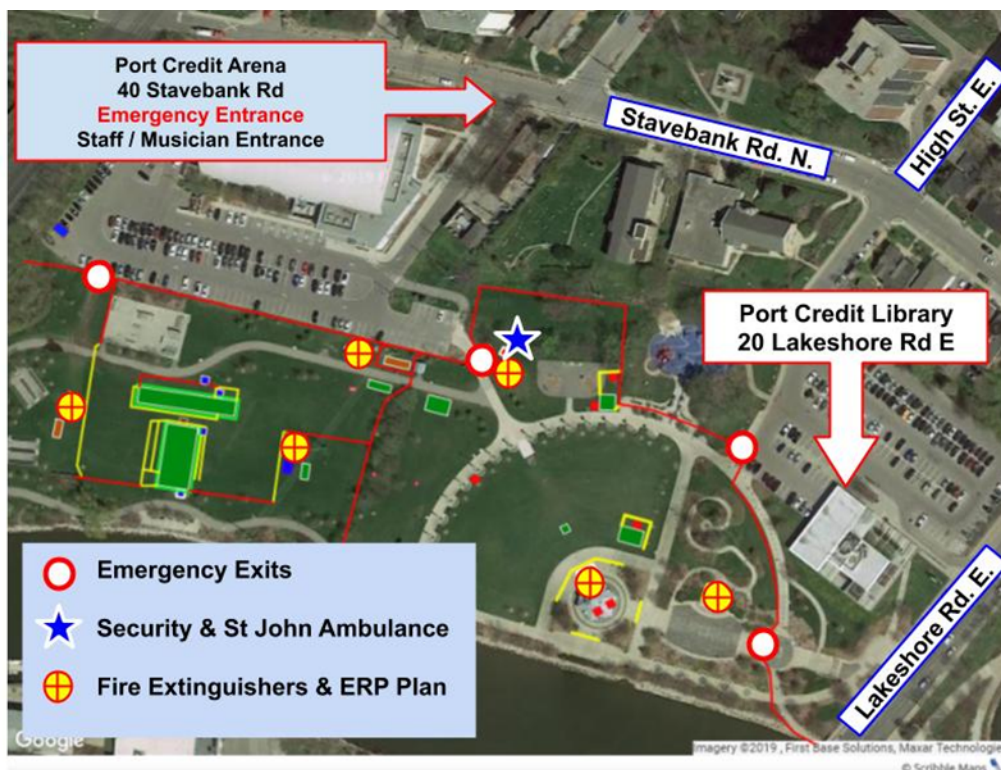 Port Credit Arena
40 Stavebank Rd
Emergency Entrance
Staff / Musician Entrance
Stavebank Rd. N.
High St. E.
Port Credit Library
20 Lakeshore Rd E
Emergency Exits
Security & St John Ambulance
Fire Extinguishers & ERP Plan
Lakeshore Rd. E.
Google
Imagery ©2019 , First Base Solutions, Maxar Technologie
© Scribble Maps